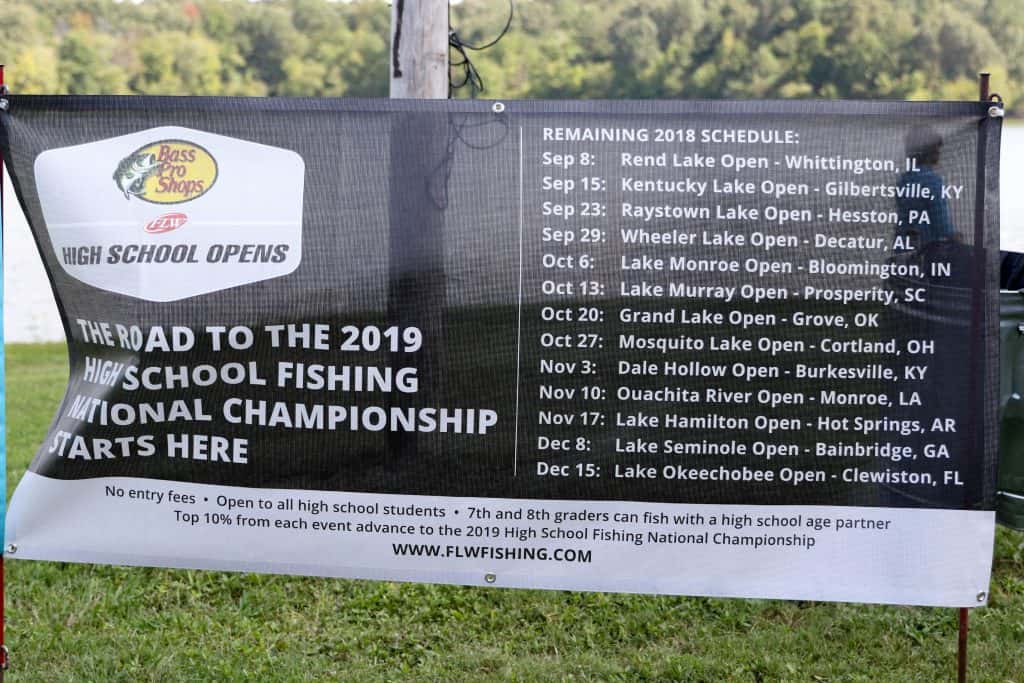 Bass
Pro
Shops
FLW
HIGH SCHOOL OPENS
THE ROAD TO THE 2019
HIGH SCHOOL FISHING
NATIONAL CHAMPIONSHIP
STARTS HERE
REMAINING 2018 SCHEDULE:
Sep 8: Rend Lake Open - Whittington, IL
Sep 15: Kentucky Lake Open - Gilbertsville, KY
Sep 23: Raystown Lake Open - Hesston, PA
Sep 29: Wheeler Lake Open - Decatur, AL
Oct 6: Lake Monroe Open - Bloomington, IN
Oct 13: Lake Murray Open - Prosperity, SC
Oct 20: Grand Lake Open - Grove, OK
Oct 27: Mosquito Lake Open - Cortland, OH
Nov 3: Dale Hollow Open - Burkesville, KY
Nov 10: Ouachita River Open - Monroe, LA
Nov 17: Lake Hamilton Open - Hot Springs, AR
Dec 8: Lake Seminole Open - Bainbridge, GA
Dec 15: Lake Okeechobee Open - Clewiston, FL
No entry fees • Open to all high school students • 7th and 8th graders can fish with a high school age partner
Top 10% from each event advance to the 2019 High School Fishing National Championship
WWW.FLWFISHING.COM